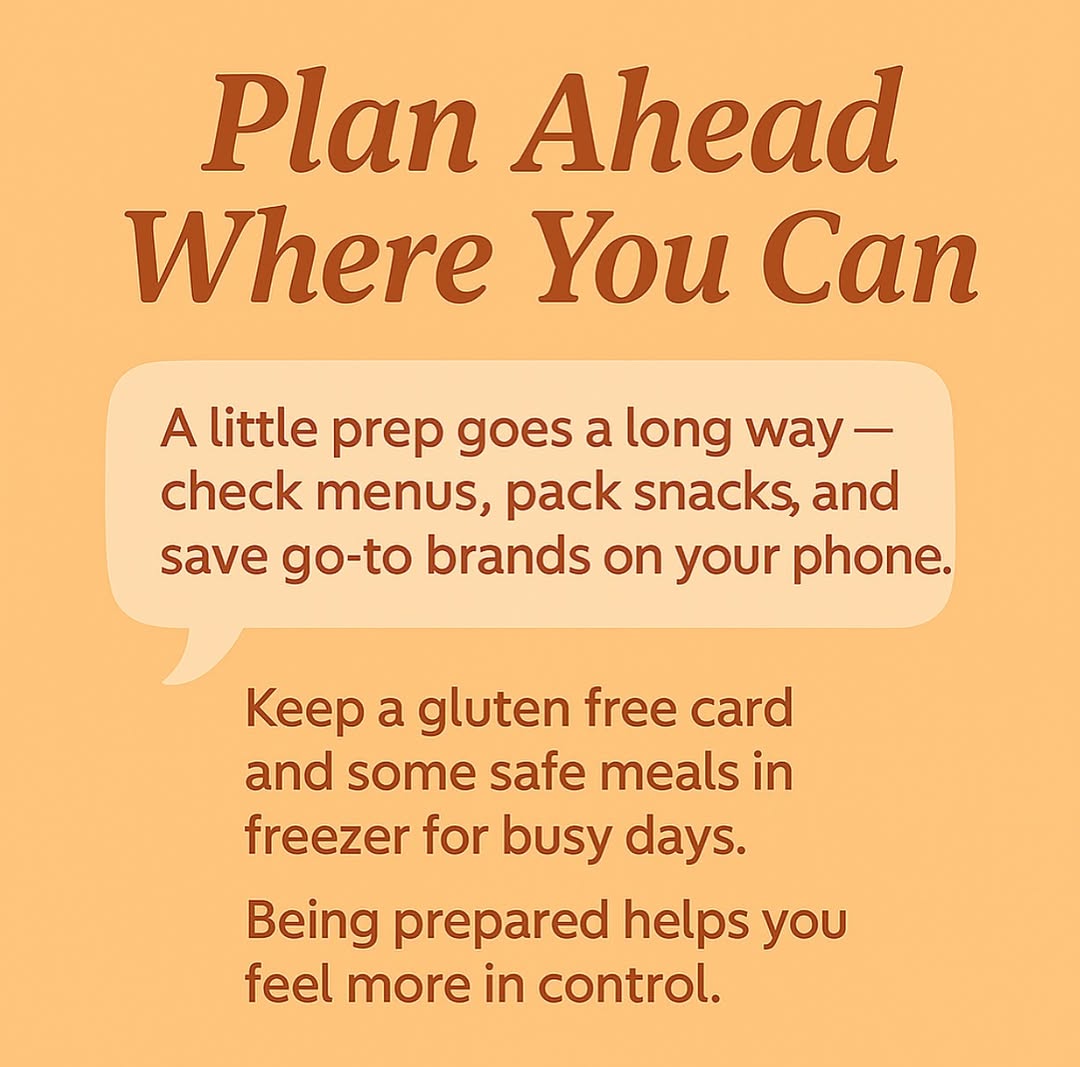 Plan Ahead
Where You Can
A little prep goes a long way —
check menus, pack snacks, and
save go-to brands on your phone.
Keep a gluten free card
and some safe meals in
freezer for busy days.
Being prepared helps you
feel more in control.